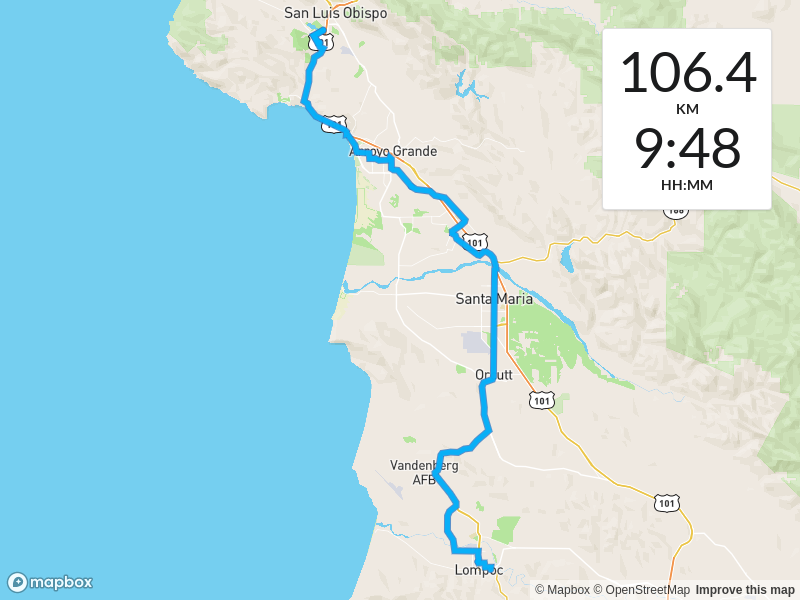 San Luis Obispo
101
106.4
KM
9:48
HH:MM
Arroyo Grande
101
Santa Maria
Orcutt
101
Vandenberg
AFB
101
Lompoc
mapbox
© Mapbox © OpenStreetMap Improve this map